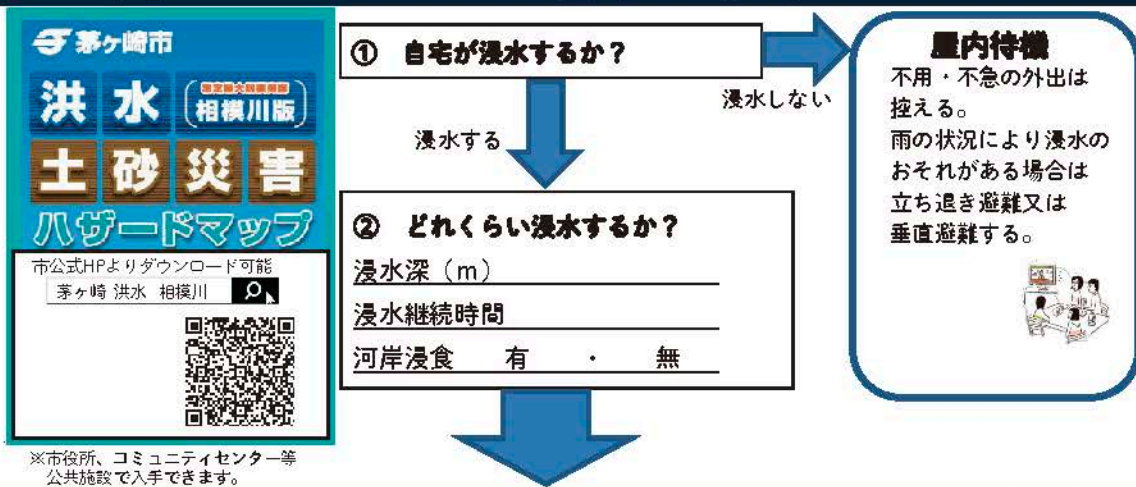 茅ヶ崎市
洪水
想定最大規模降雨
相模川版
土砂災害
ハザードマップ
市公式HPよりダウンロード可能
茅ヶ崎 洪水 相模川
※市役所、コミュニティセンター等
公共施設で入手できます。
① 自宅が浸水するか？
浸水する
浸水しない
② どれくらい浸水するか？
浸水深（m）
浸水継続時間
河岸浸食 有 ・ 無
屋内待機
不用・不急の外出は
控える。
雨の状況により浸水の
おそれがある場合は
立ち退き避難又は
垂直避難する。